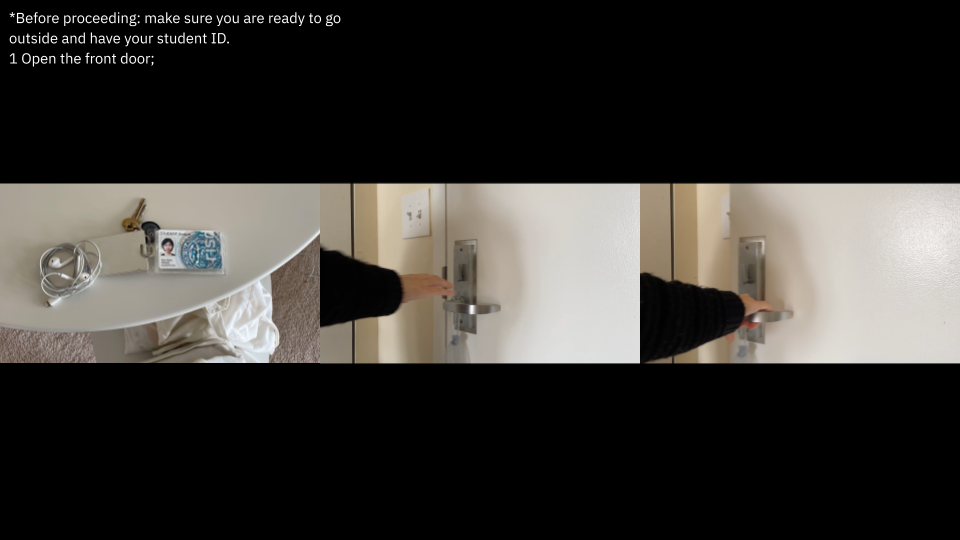 *Before proceeding: make sure you are ready to go
outside and have your student ID.
1 Open the front door;